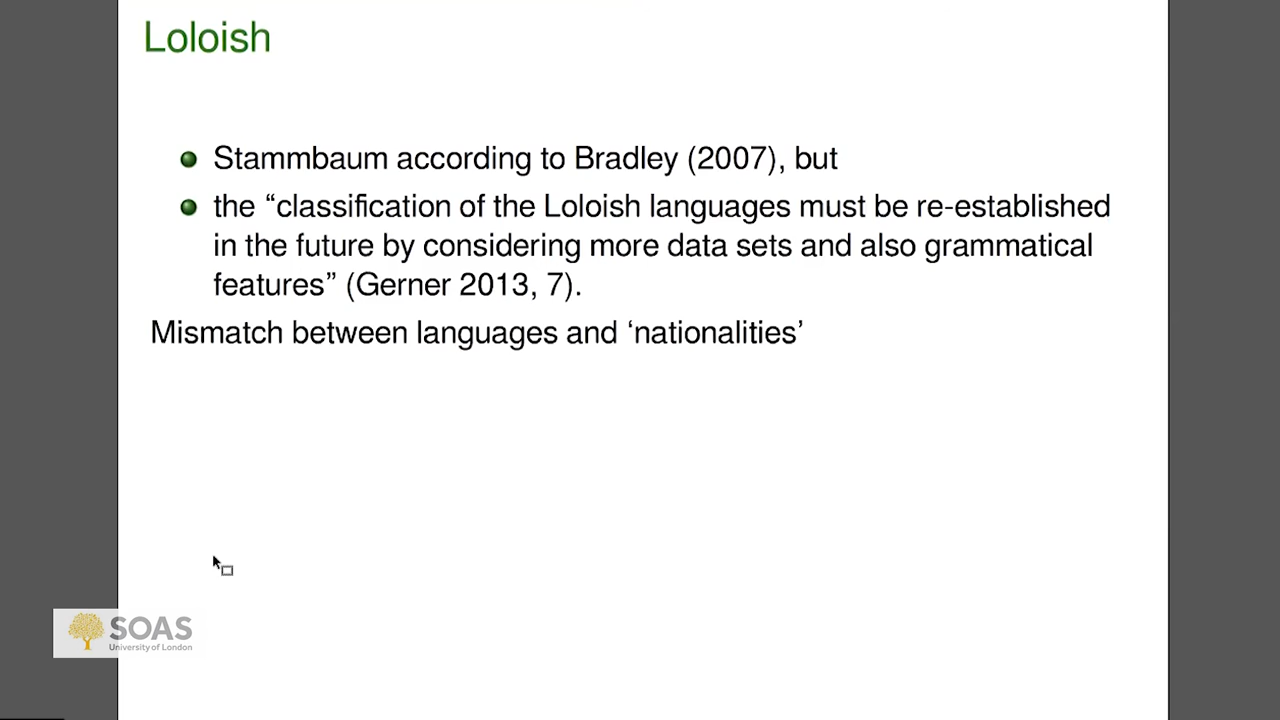 Loloish
Stammbaum according to Bradley (2007), but
the “classification of the Loloish languages must be re-established
in the future by considering more data sets and also grammatical
features” (Gerner 2013, 7).
Mismatch between languages and ‘nationalities’
SOAS
University of London